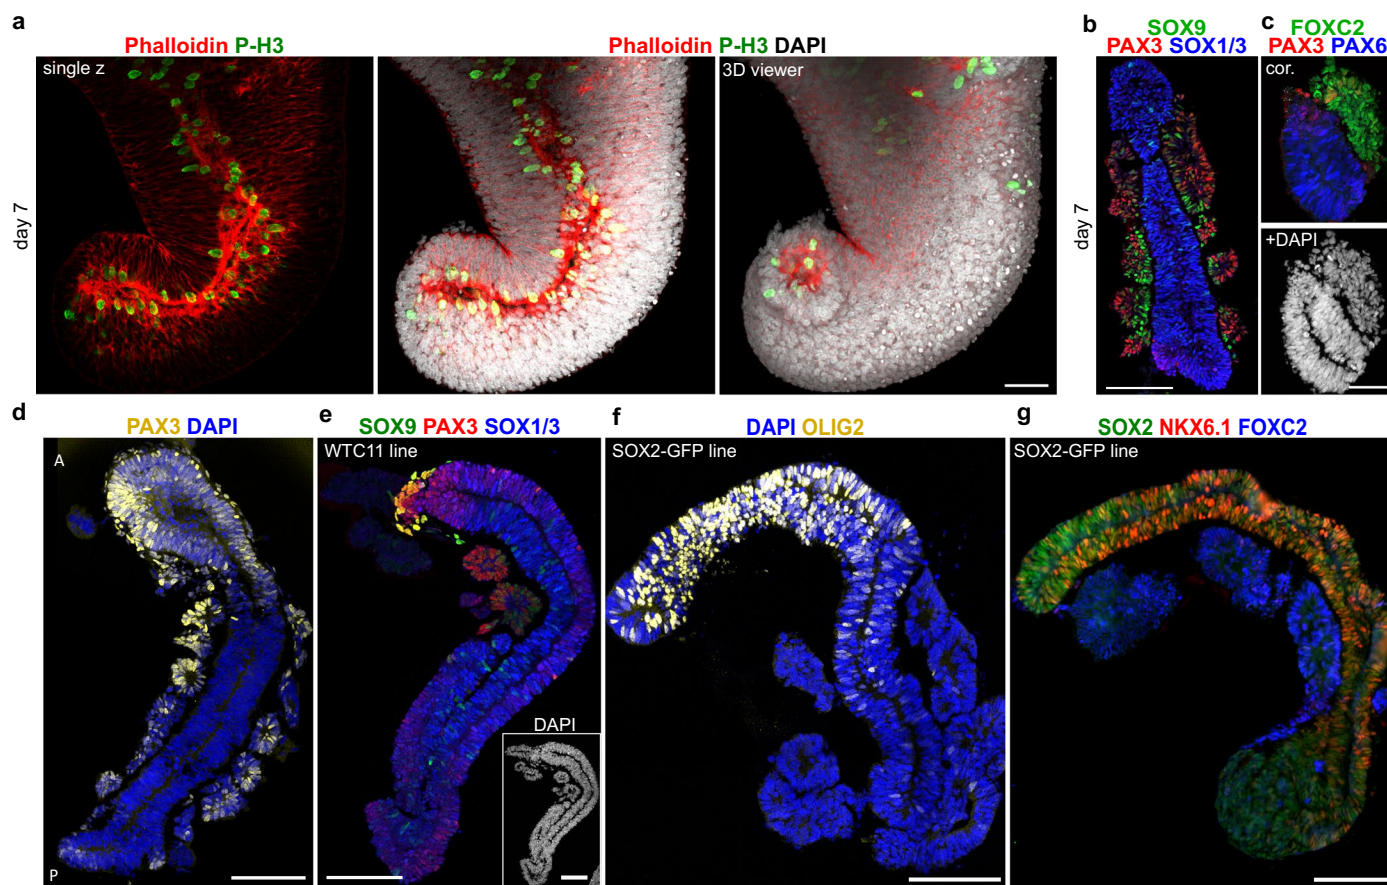 a
Phalloidin P-H3
Phalloidin P-H3 DAPI
single z
3D viewer
day 7
b
SOX9
PAX3 SOX1/3
day 7
c
FOXC2
PAX3 PAX6
cor.
+DAPI
d
PAX3 DAPI
A
P
e
SOX9 PAX3 SOX1/3
WTC11 line
DAPI
f
DAPI OLIG2
SOX2-GFP line
g
SOX2 NKX6.1 FOXC2
SOX2-GFP line